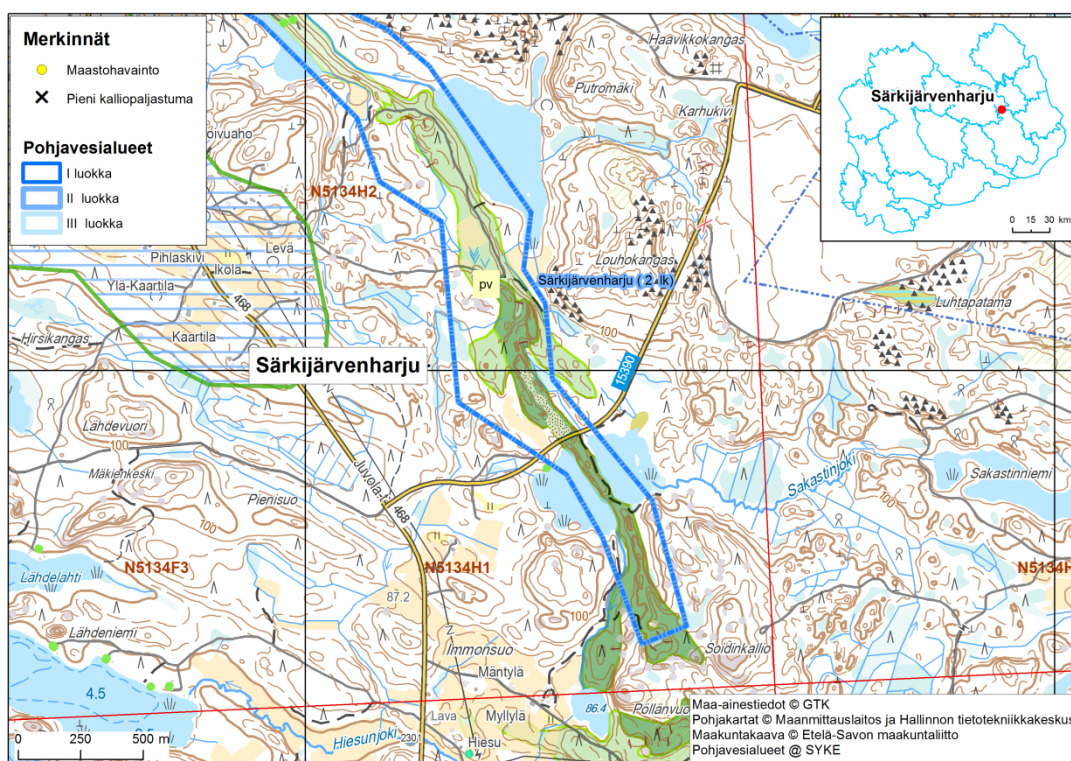 Merkinnät
Maastohavainto
Pieni kalliopaljastuma
Pohjavesialueet
I luokka
II luokka
III luokka
Haavikkokangas
Putromäki
Karhukivi
Särkijärvenharju
0 15 30 km
N5134H2
Levä
Pihlaskivi
Ikola
Ylä-Kaartila
468
Hirsikangas
Kaartila
pv
Louhokangas
Särkijärvenharju ( 2 lk)
100
Luhtapatama
Särkijärvenharju
15390
Lähdevuori
100
Mäkienkeski
Pienisuo
100
Juvola-
468
Sakastinjoki
Sakastinniemi
100
Lähdelahti
N5134F3
N5134H1
N5134H
87.2
100
Lähdeniemi
Immonsuo
Mäntylä
Soidinkallio
4.5
Lava
Myllylä
86.4
Hiesunjoki
2301
Hiesu
0 250 500 m
Maa-ainestiedot © GTK
Pohjakartat © Maanmittauslaitos ja Hallinnon tietotekniikkakeskus
Maakuntakaava © Etelä-Savon maakuntaliitto
Pohjavesialueet @ SYKE